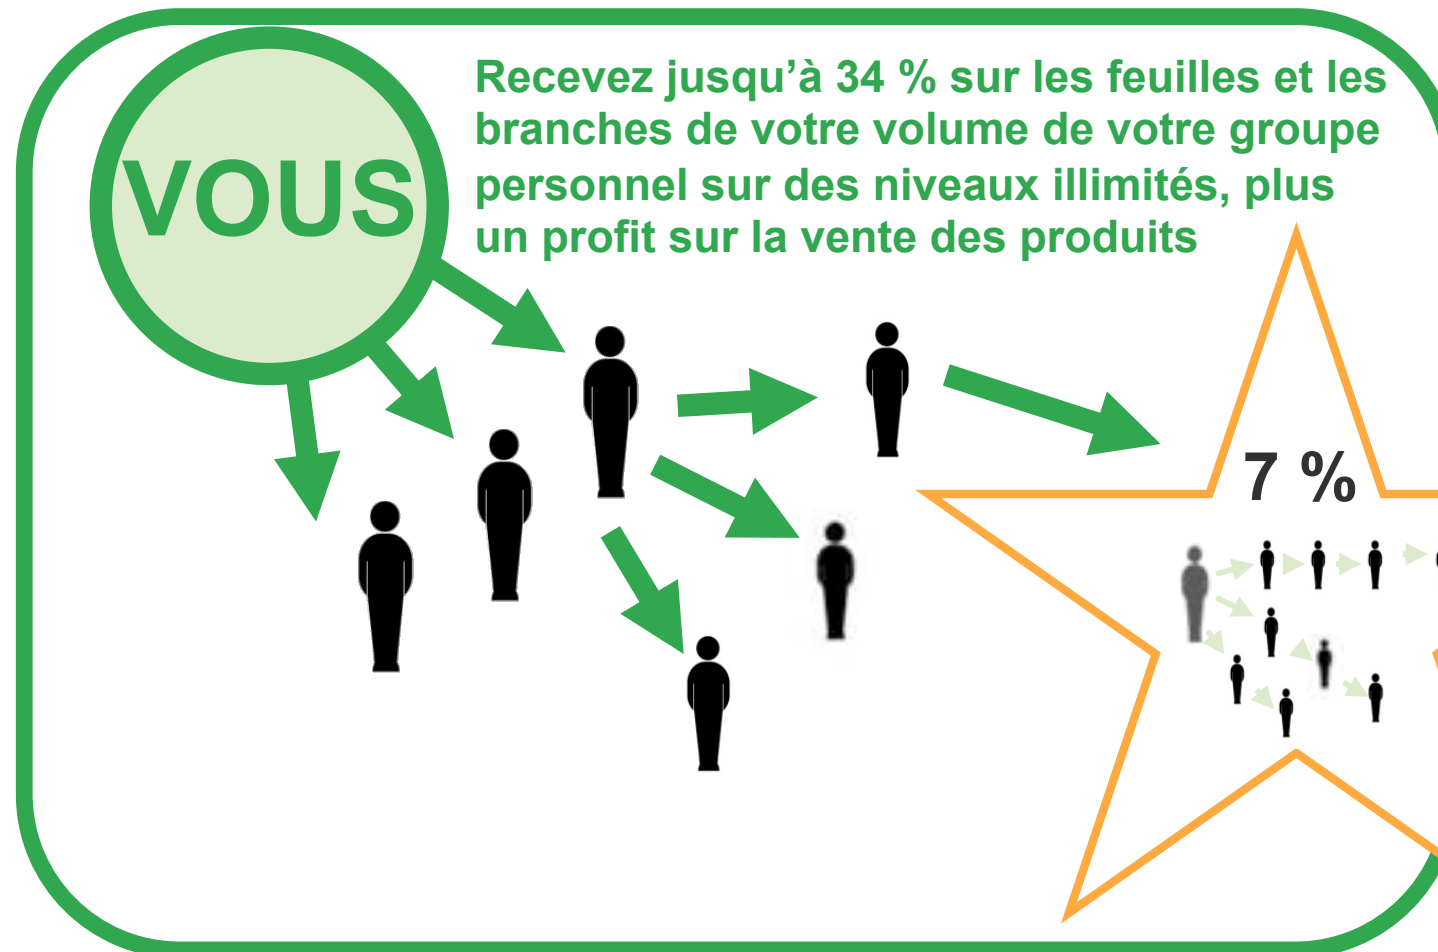 VOUS
Recevez jusqu’à 34 % sur les feuilles et les
branches de votre volume de votre groupe
personnel sur des niveaux illimités, plus
un profit sur la vente des produits
7 %